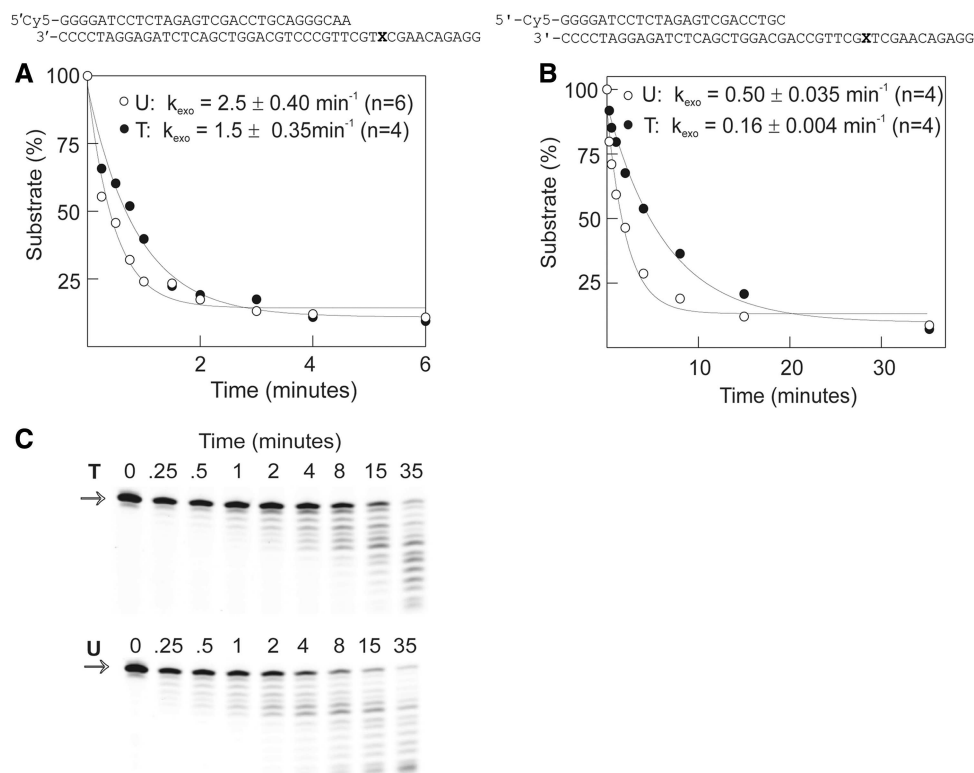 5'Cy5-GGGGATCCTCTAGAGTCGACCTGCAGGGCAA
3'-CCCCTAGGAGATCTCAGCTGGACGTCCCGTTCGTXCGAACAGAGG
5'-Cy5-GGGGATCCTCTAGAGTCGACCTGC
3'-CCCCTAGGAGATCTCAGCTGGACGACCGTTCGXTCGAACAGAGG
A
100
75
50
25
Substrate (%)
U: kexo = 2.5 ± 0.40 min-1 (n=6)
T: kexo = 1.5 ± 0.35min-1 (n=4)
2 4 6
Time (minutes)
B
100
75
50
25
Substrate (%)
U: kexo = 0.50 ± 0.035 min-1 (n=4)
T: kexo = 0.16 ± 0.004 min-1 (n=4)
10 20 30
Time (minutes)
C
Time (minutes)
T 0 .25 .5 1 2 4 8 15 35
U 0 .25 .5 1 2 4 8 15 35